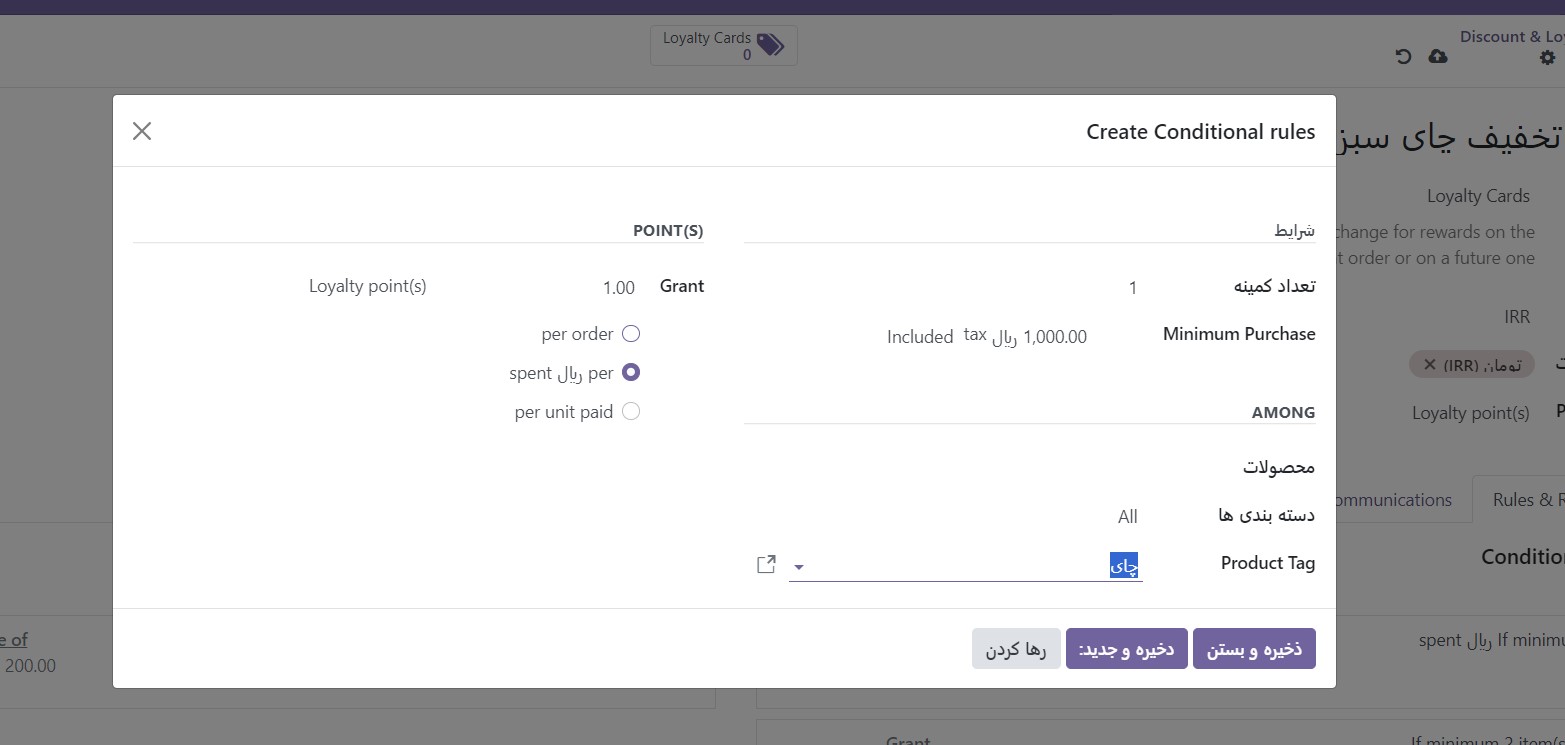 Loyalty Cards
0
Discount & Lo
Create Conditional rules
تخفیف چای سبز
Loyalty Cards
change for rewards on the
t order or on a future one
IRR
تومان (IRR)
Loyalty point(s)
ommunications
Rules & R
Conditio
شرایط
تعداد کمینه
1
Minimum Purchase
1,000.00 ریال tax Included
AMONG
محصولات
دسته بندی ها
All
Product Tag
چای
POINT(S)
Grant
1.00
Loyalty point(s)
per order
per ریال spent
per unit paid
ذخیره و بستن
ذخیره و جدید:
رها کردن
e of
200.00
If minimu ریال spent
Grant
If minimum 2 item(s